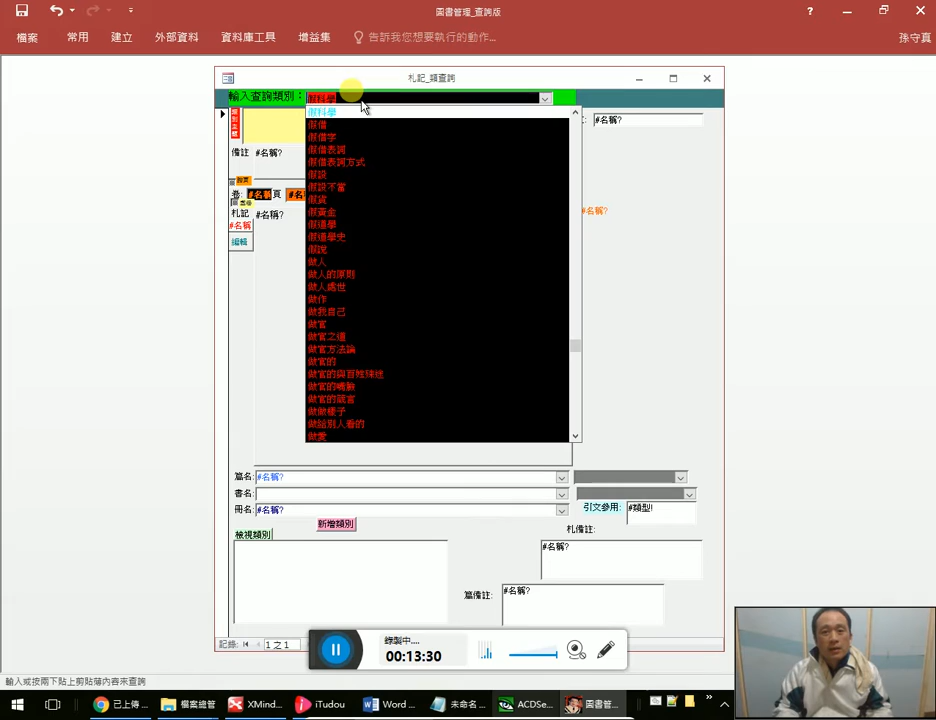 圖書管理_查詢版
檔案 常用 建立 外部資料 資料庫工具 增益集 告訴我您想要執行的動作... 孫守真
札記_類查詢
輸入查詢類別： 假科學
假科學
假借
假借字
假借表詞
假借表詞方式
假設
假設不當
假貨
假黃金
假道學
假道學史
假說
做人
做人的原則
做人處世
做作
做我自己
做官
做官之道
做官方法論
做官的
做官的與百姓殊途
做官的嘴臉
做官的箴言
做做樣子
做給別人看的
做愛
#名稱?
備註 #名稱?
頁
札記 #名稱?
#名稱
編輯
#名稱?
篇名: #名稱?
書名:
冊名: #名稱?
引文參用: #類型!
新增類別
札備註:
檢視類別
#名稱?
篇備註: #名稱?
記錄: 1 之 1
錄製中....
00:13:30
輸入或按兩下貼上剪貼簿內容來查詢
已上傳... 檔案總管 XMind... iTudou Word ... 未命名 ... ACDSe... 圖書管...